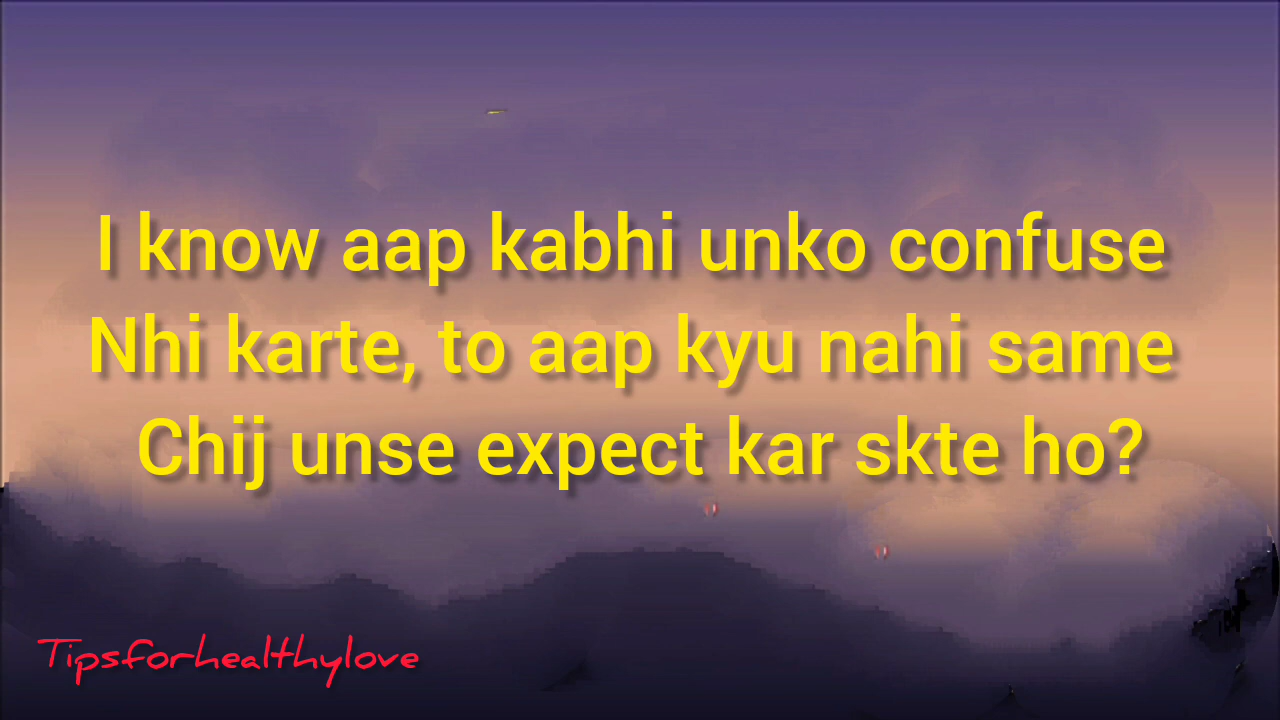 I know aap kabhi unko confuse
Nhi karte, to aap kyu nahi same
Chij unse expect kar skte ho?
Tipsforhealthylove